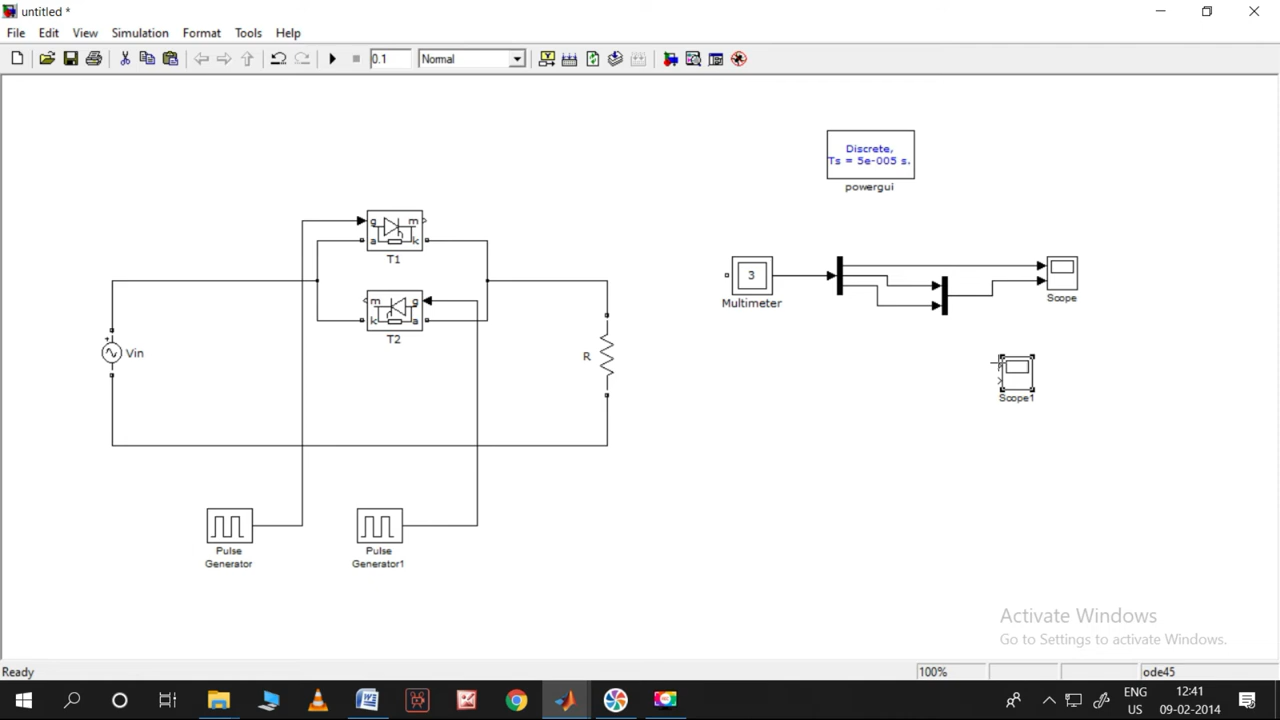 untitled *
File Edit View Simulation Format Tools Help
0.1 Normal
Discrete,
Ts = 5e-005 s.
powergui
g m
a k
T1
m g
k a
T2
+
Vin
R
3
Multimeter
Scope
Scope1
Pulse
Generator
Pulse
Generator1
Activate Windows
Go to Settings to activate Windows.
Ready 100% ode45
ENG 12:41
US 09-02-2014